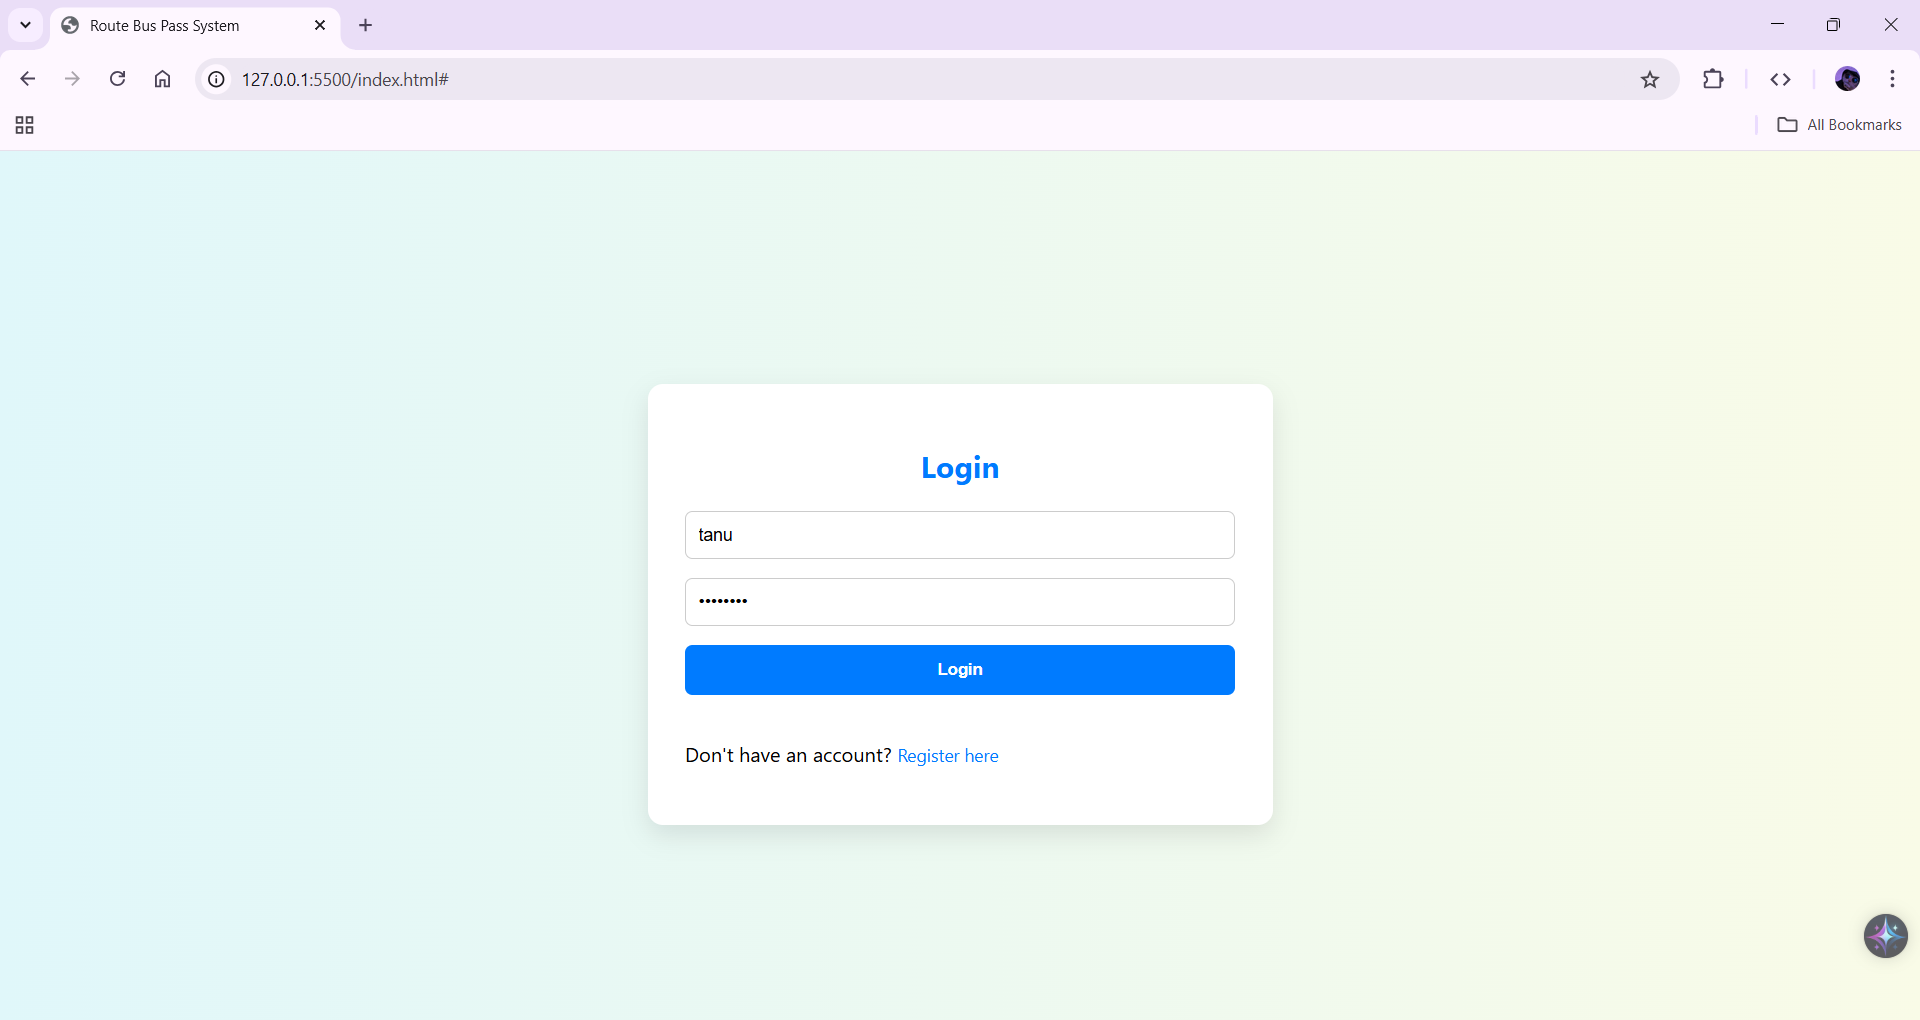 Route Bus Pass System
127.0.0.1:5500/index.html#
All Bookmarks
Login
tanu
••••••••
Login
Don't have an account? Register here